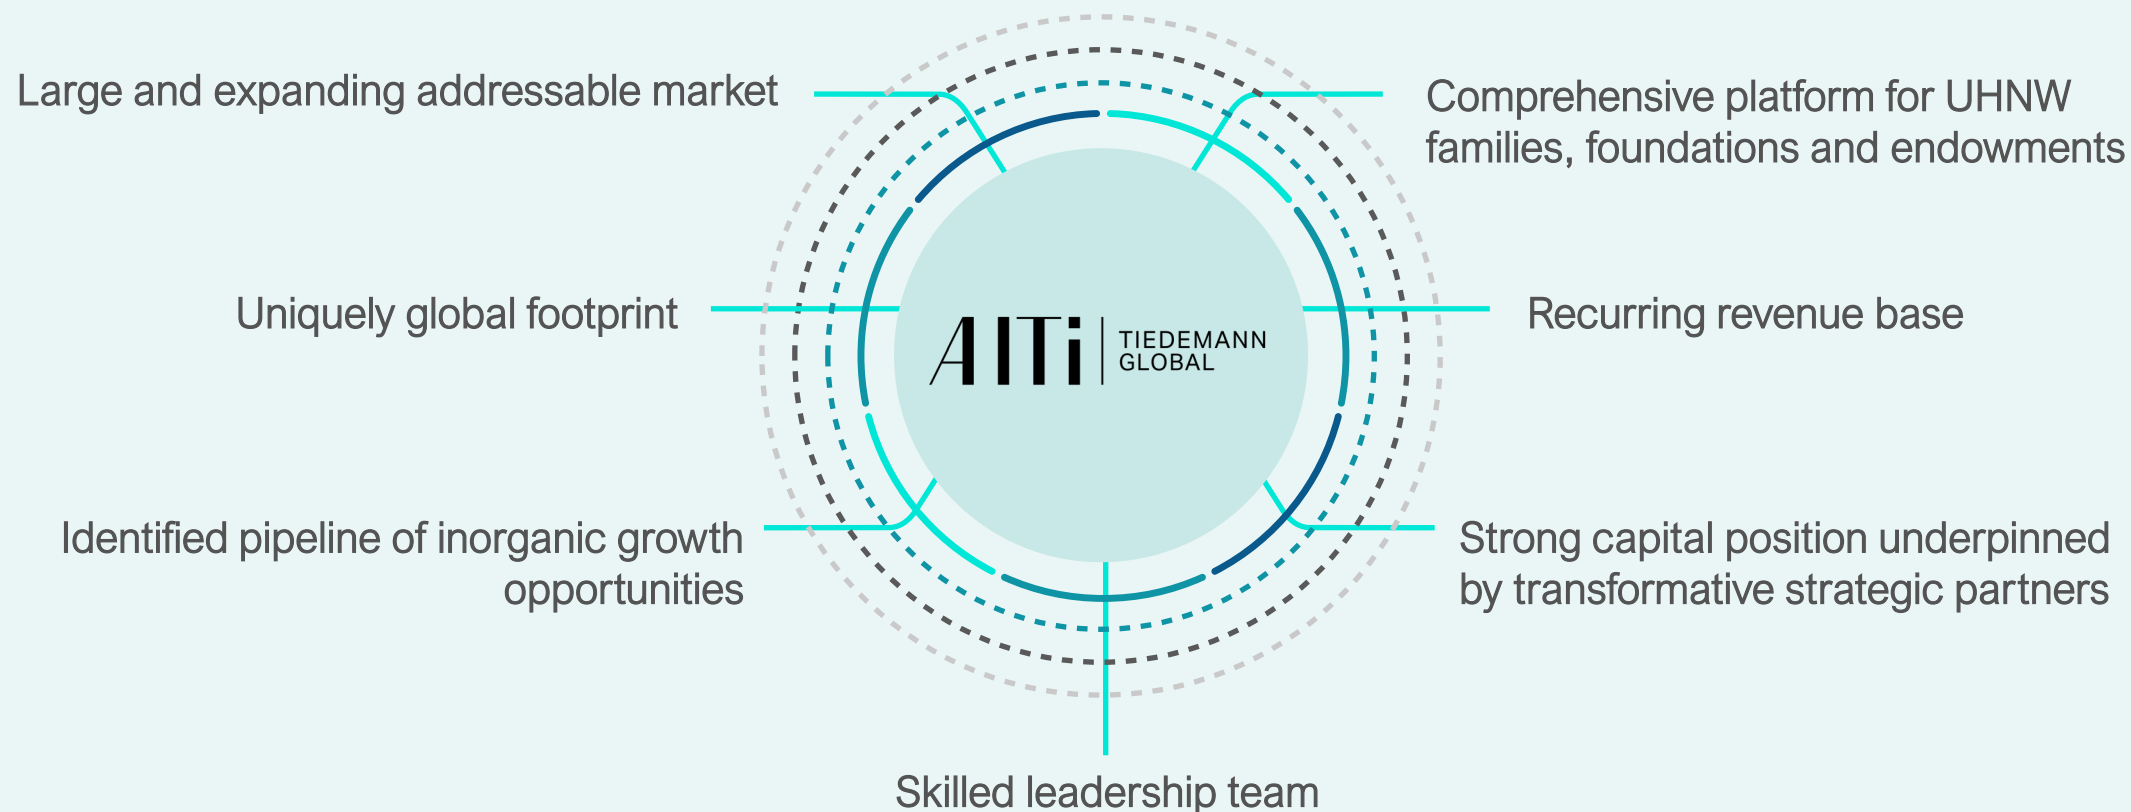 Large and expanding addressable market
Comprehensive platform for UHNW
families, foundations and endowments
Uniquely global footprint
AlTi
TIEDEMANN
GLOBAL
Recurring revenue base
Identified pipeline of inorganic growth
opportunities
Strong capital position underpinned
by transformative strategic partners
Skilled leadership team